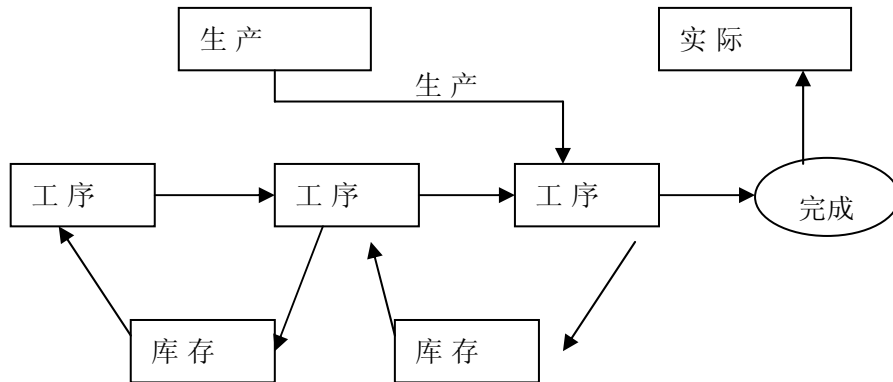 生 产
实 际
生 产
工 序
工 序
工 序
完成
库 存
库 存